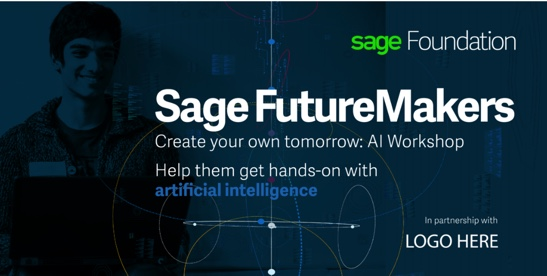 sage Foundation
Sage FutureMakers
Create your own tomorrow: AI Workshop
Help them get hands-on with
artificial intelligence
In partnership with
LOGO HERE